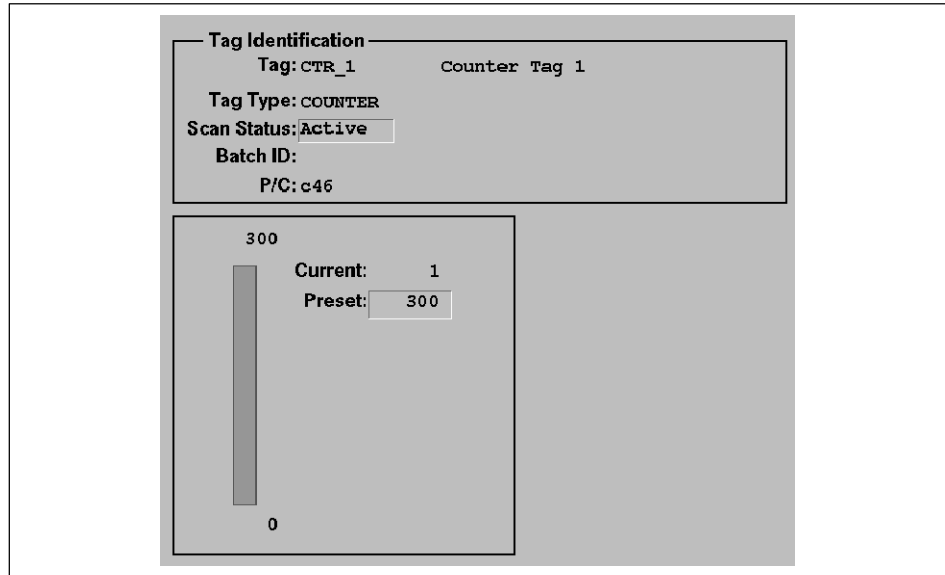 Tag Identification
Tag: CTR_1 Counter Tag 1
Tag Type: COUNTER
Scan Status: Active
Batch ID:
P/C: c46
300
Current: 1
Preset: 300
0